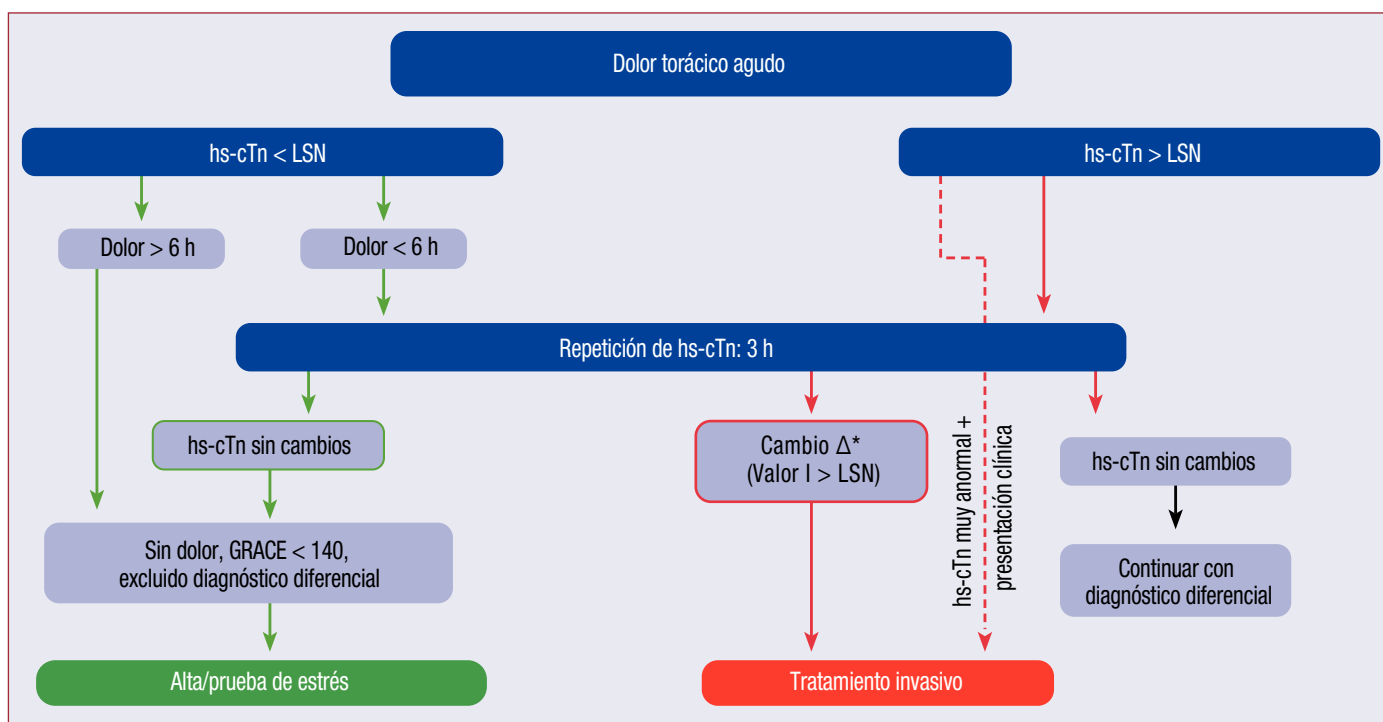 Dolor torácico agudo
hs-cTn < LSN
hs-cTn > LSN
Dolor > 6 h
Dolor < 6 h
Repetición de hs-cTn: 3 h
hs-cTn sin cambios
Cambio Δ*
(Valor I > LSN)
hs-cTn muy anormal +
presentación clínica
hs-cTn sin cambios
Sin dolor, GRACE < 140,
excluido diagnóstico diferencial
Continuar con
diagnóstico diferencial
Alta/prueba de estrés
Tratamiento invasivo